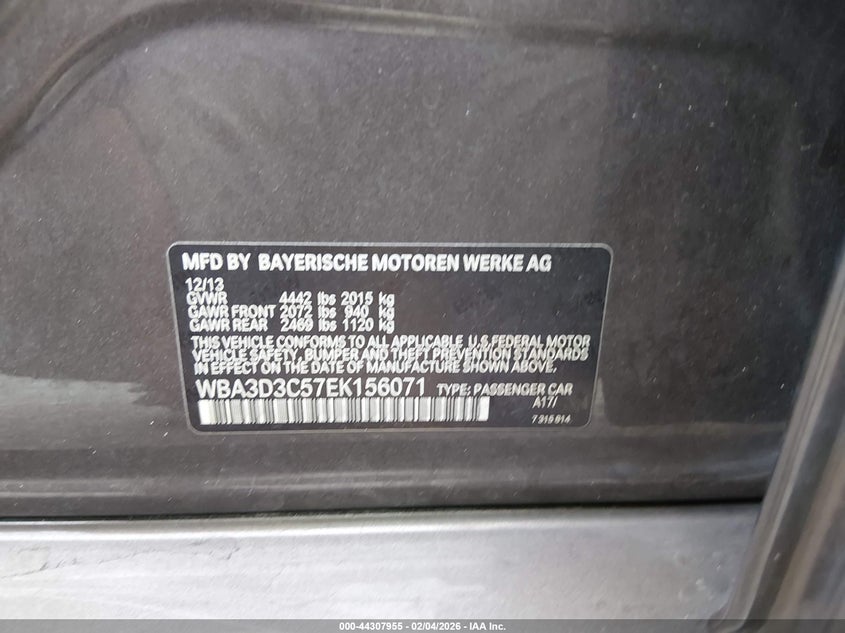 MFD BY BAYERISCHE MOTOREN WERKE AG
12/13
GVWR 4442 lbs 2015 kg
GAWR FRONT 2072 lbs 940 kg
GAWR REAR 2469 lbs 1120 kg
THIS VEHICLE CONFORMS TO ALL APPLICABLE U.S.FEDERAL MOTOR
VEHICLE SAFETY, BUMPER AND THEFT PREVENTION STANDARDS
IN EFFECT ON THE DATE OF MANUFACTURE SHOWN ABOVE.
WBA3D3C57EK156071 TYPE: PASSENGER CAR
A17/
7 319 814
000-44307955 - 02/04/2026 - IAA Inc.